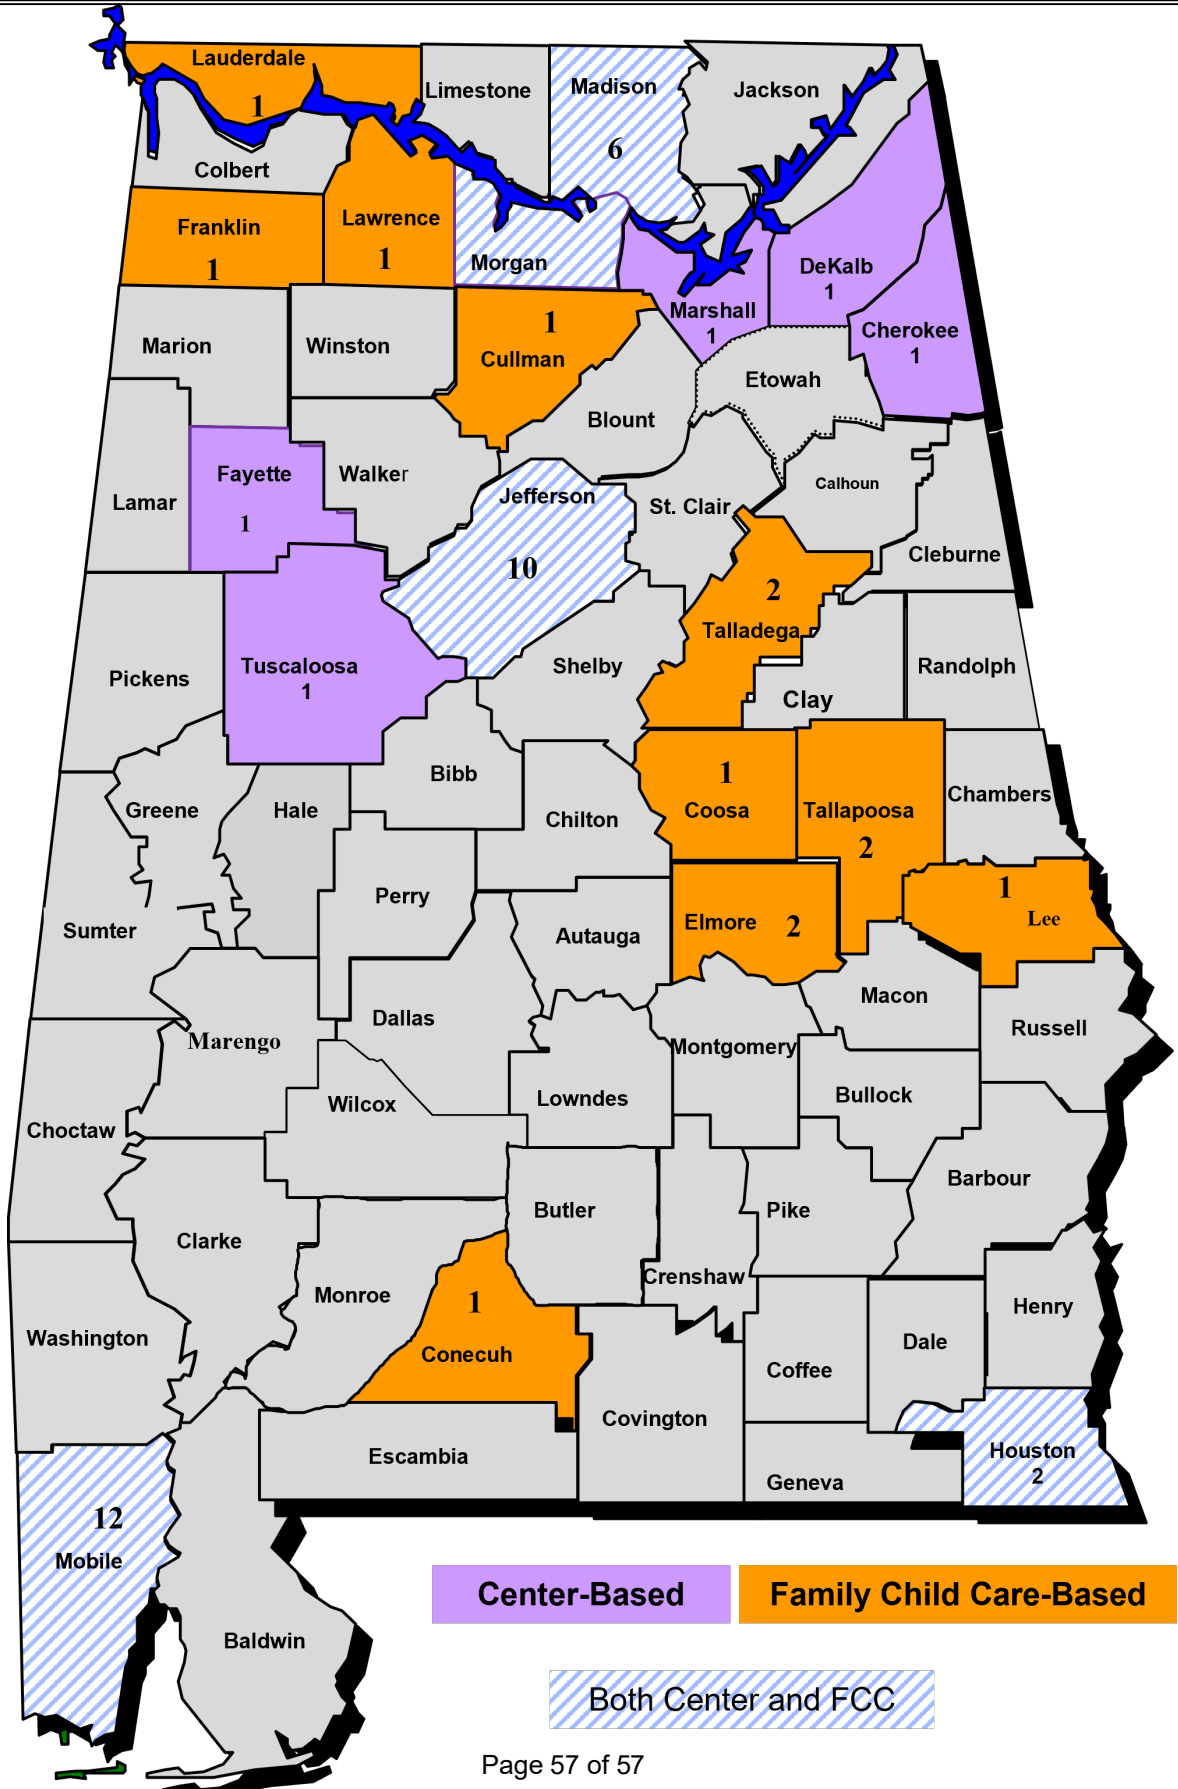 Lauderdale
1
Limestone
Madison
6
Jackson
Colbert
Franklin
1
Lawrence
1
Morgan
Marshall
1
DeKalb
1
Cherokee
1
Marion
Winston
1
Cullman
Etowah
Blount
Lamar
Fayette
1
Walker
Jefferson
10
St. Clair
Calhoun
Cleburne
2
Talladega
Pickens
Tuscaloosa
1
Shelby
Clay
Randolph
Greene
Hale
Bibb
Chilton
1
Coosa
Tallapoosa
2
Chambers
Sumter
Perry
Autauga
Elmore
2
1
Lee
Marengo
Dallas
Macon
Russell
Montgomery
Choctaw
Wilcox
Lowndes
Bullock
Barbour
Clarke
Butler
Pike
Crenshaw
Monroe
Henry
Washington
1
Conecuh
Dale
Coffee
Covington
Escambia
Geneva
Houston
2
12
Mobile
Baldwin
Center-Based
Family Child Care-Based
Both Center and FCC
Page 57 of 57